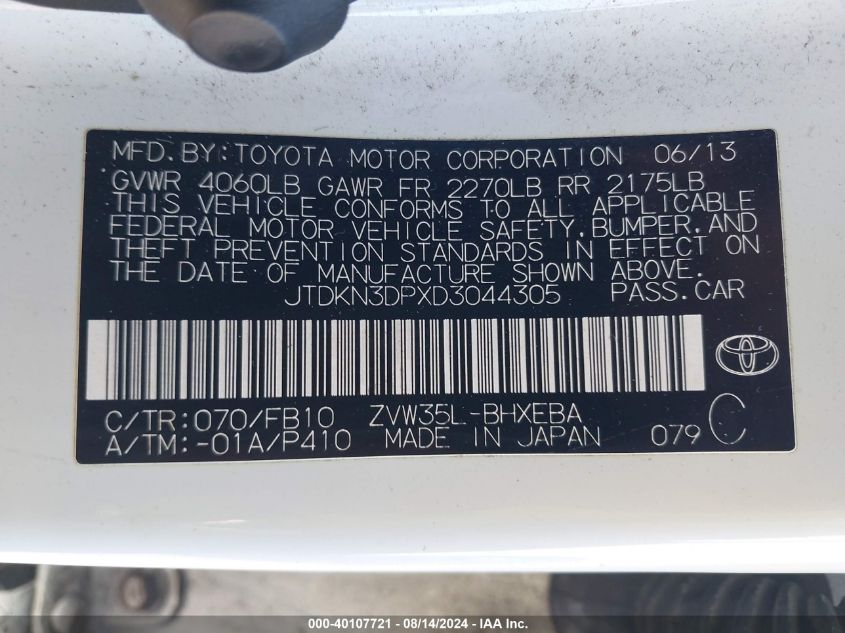 MFD.BY:TOYOTA MOTOR CORPORATION 06/13
GVWR 4060LB GAWR FR 2270LB RR 2175LB
THIS VEHICLE CONFORMS TO ALL APPLICABLE
FEDERAL MOTOR VEHICLE SAFETY, BUMPER, AND
THEFT PREVENTION STANDARDS IN EFFECT ON
THE DATE OF MANUFACTURE SHOWN ABOVE.
JTDKN3DPXD3044305 PASS.CAR
C/TR:070/FB10 ZVW35L-BHXEBA
A/TM:-01A/P410 MADE IN JAPAN 079 C
000-40107721 - 08/14/2024 - IAA Inc.